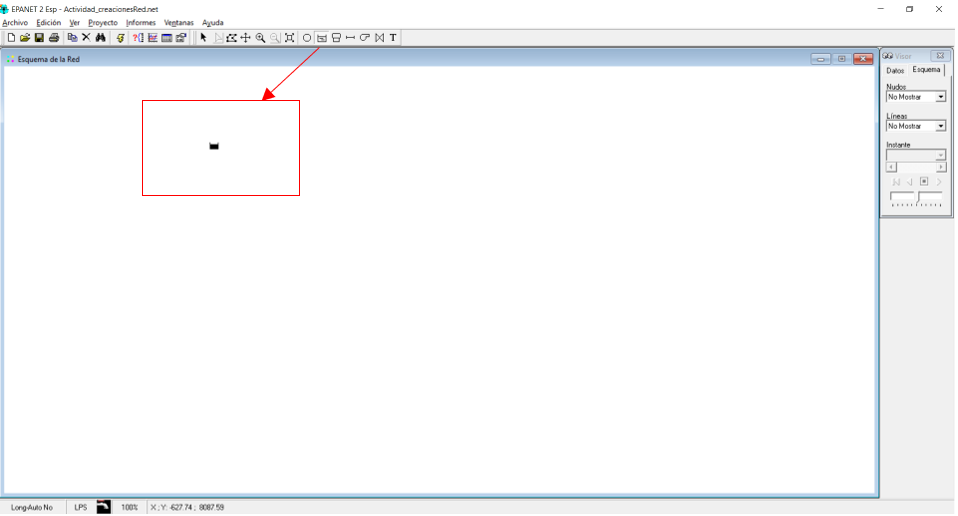 EPANET 2 Esp - Actividad_creacionesRed.net
Archivo Edición Ver Proyecto Informes Ventanas Ayuda
Esquema de la Red
Visor
Datos Esquema
Nudos
No Mostrar
Líneas
No Mostrar
Instante
Long-Auto No LPS 100% X ; Y: -627.74 ; 8087.59